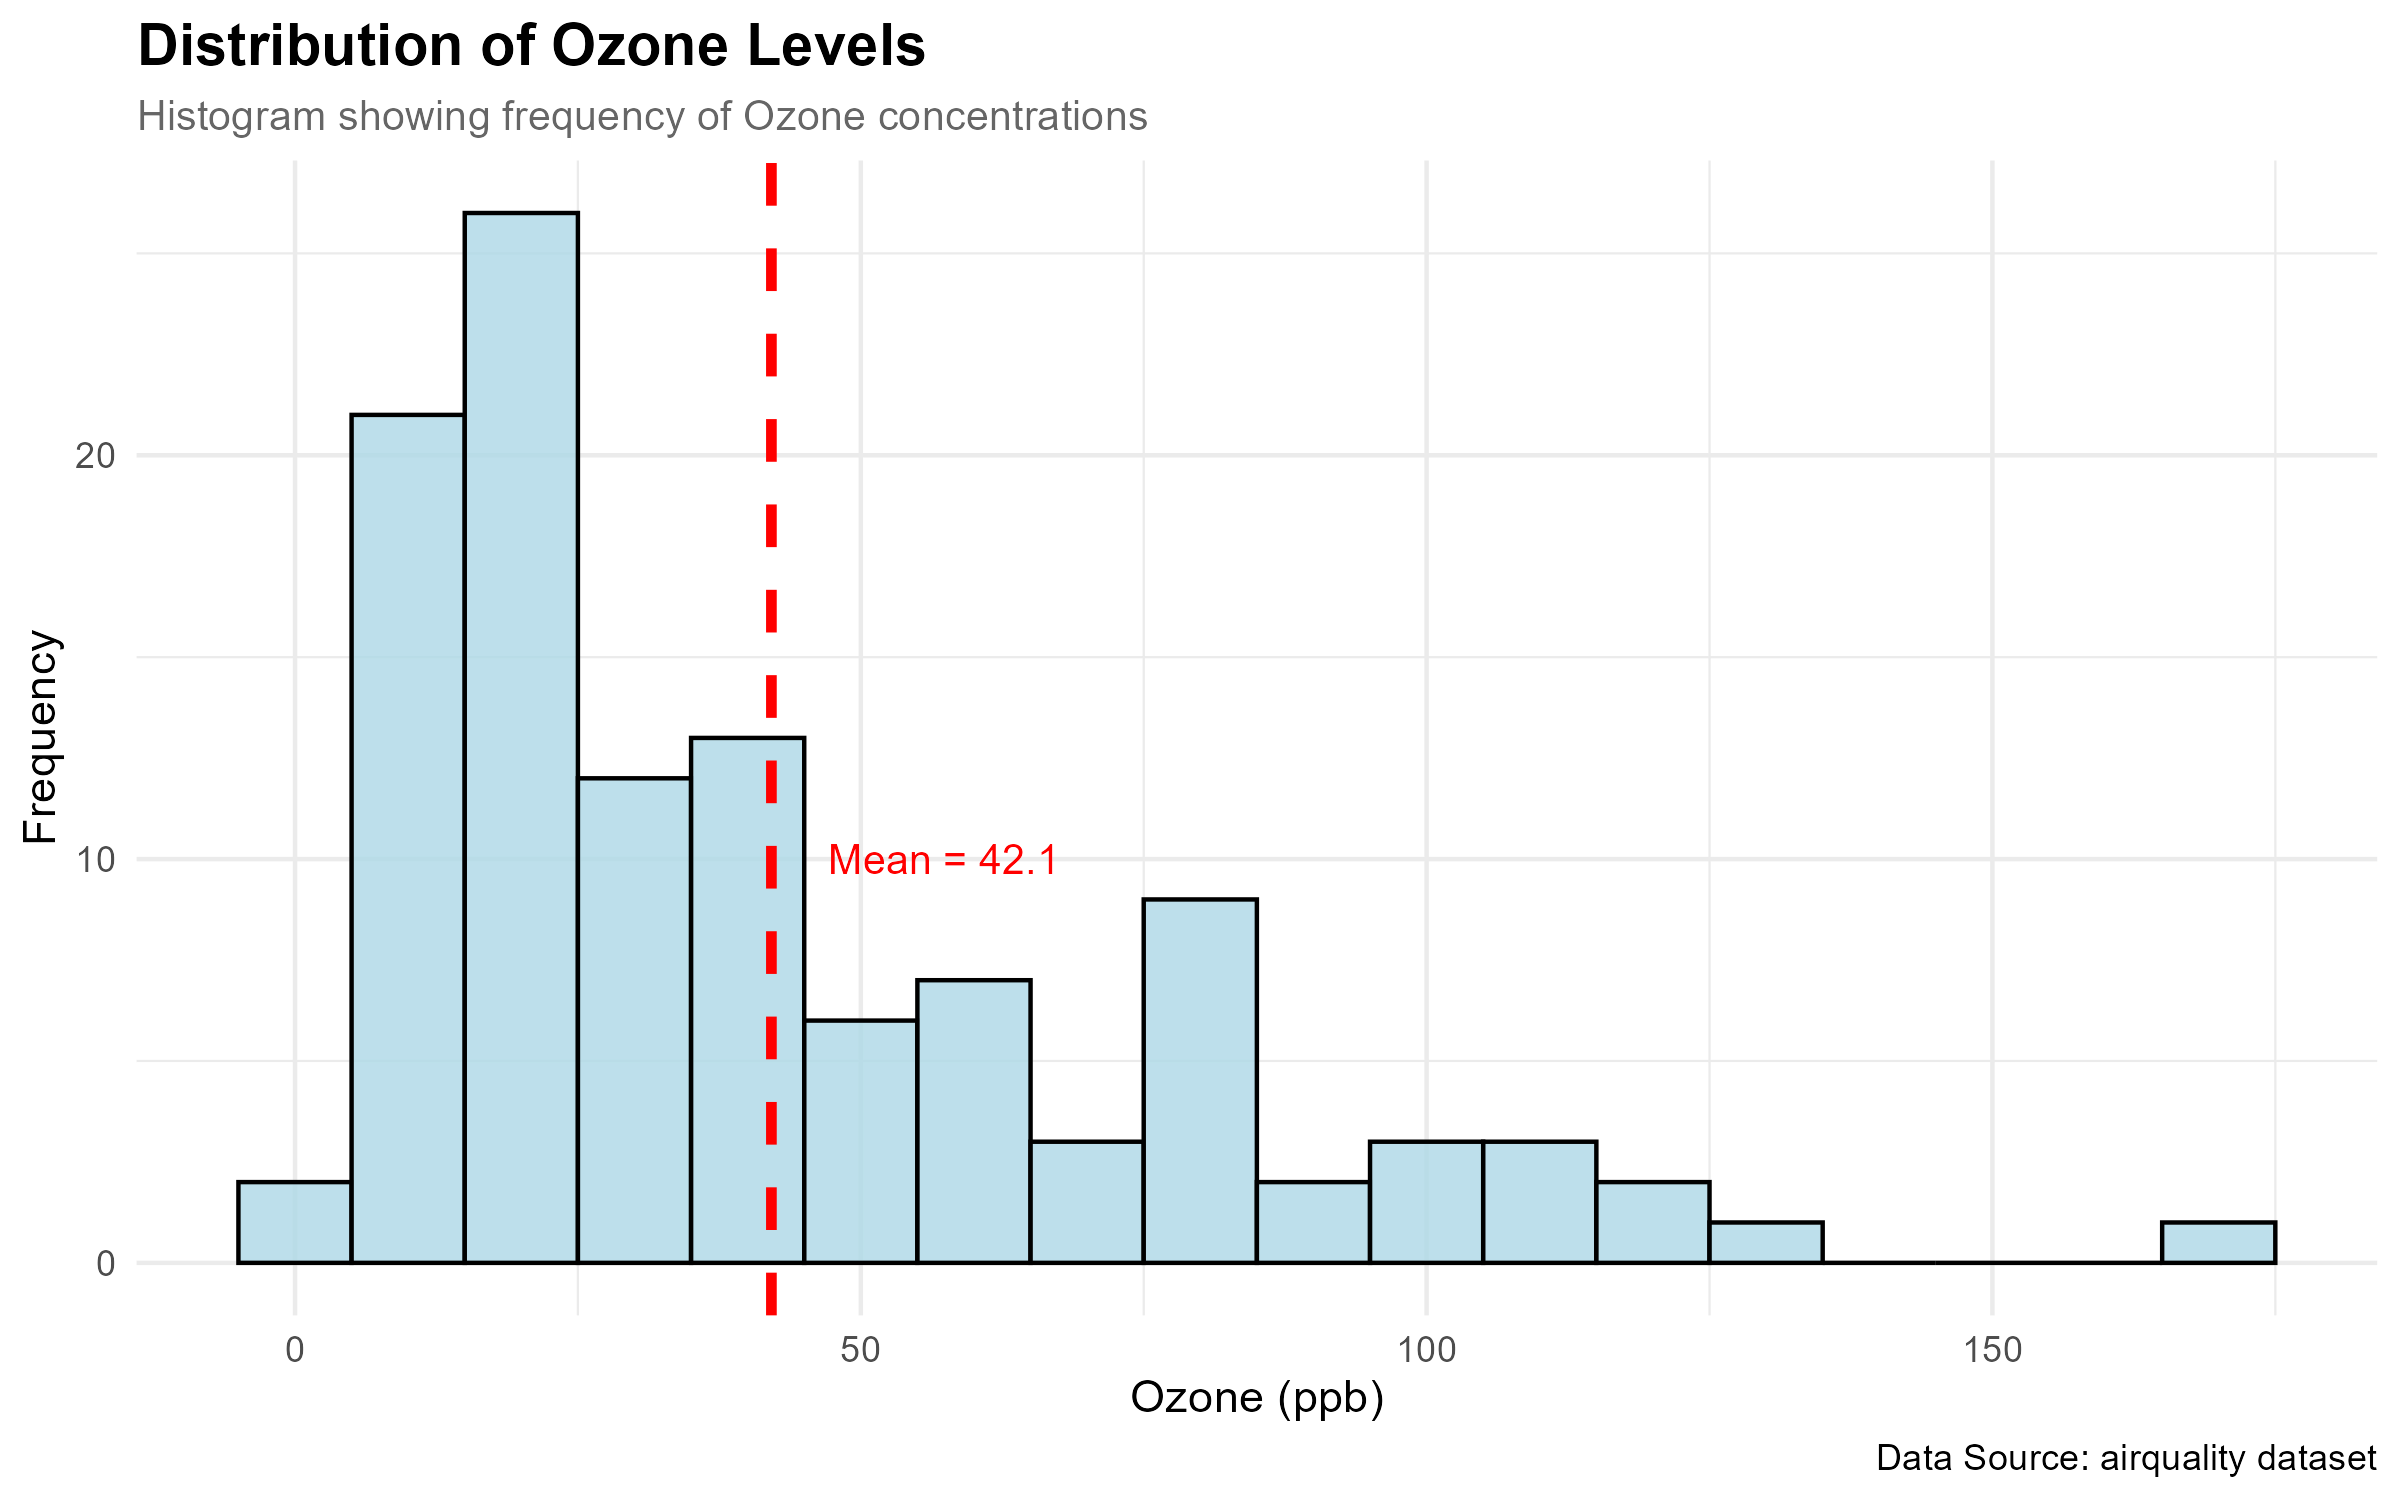 Distribution of Ozone Levels
Histogram showing frequency of Ozone concentrations
Frequency
20
10
0
Mean = 42.1
0
50
100
150
Ozone (ppb)
Data Source: airquality dataset